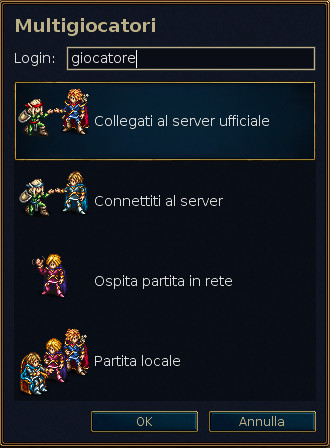 Multigiocatori
Login: giocatore
Collegati al server ufficiale
Connettiti al server
Ospita partita in rete
Partita locale
OK Annulla